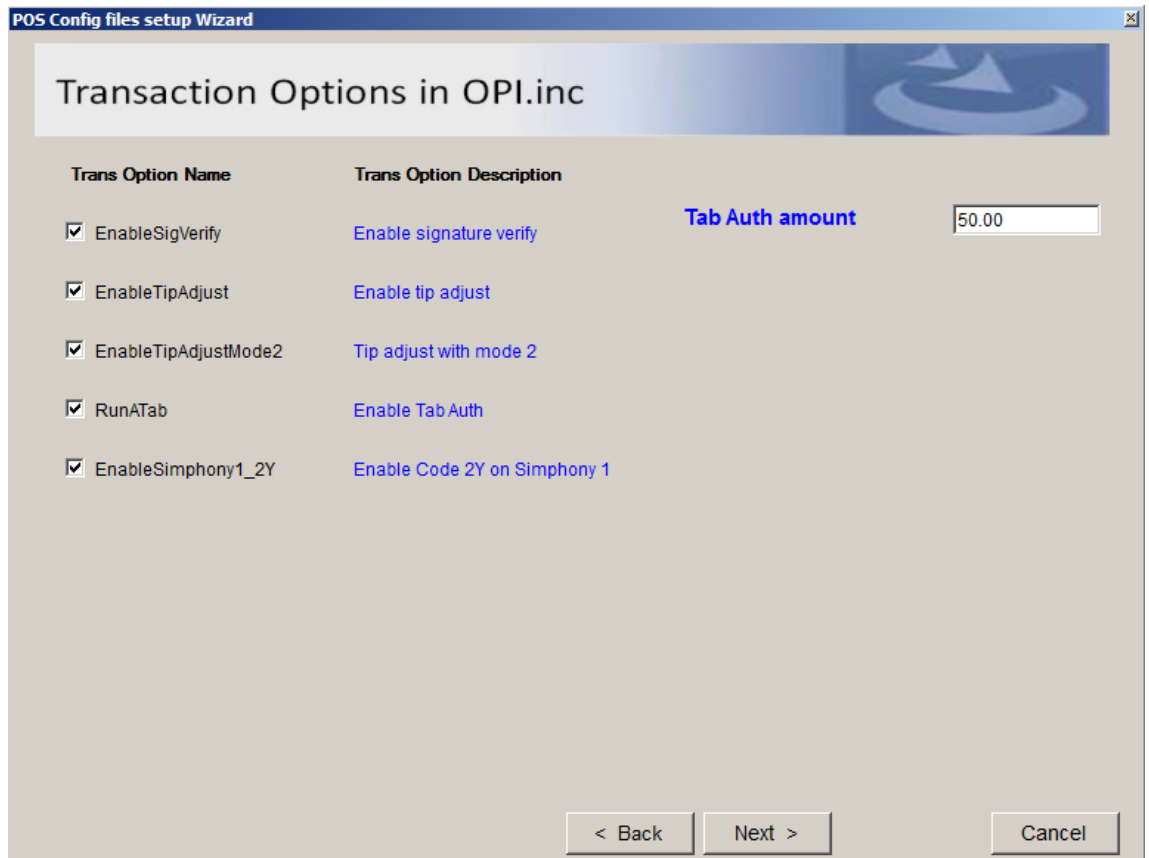 POS Config files setup Wizard
Transaction Options in OPI.inc
Trans Option Name Trans Option Description
Tab Auth amount 50.00
EnableSigVerify Enable signature verify
EnableTipAdjust Enable tip adjust
EnableTipAdjustMode2 Tip adjust with mode 2
RunATab Enable Tab Auth
EnableSimphony1_2Y Enable Code 2Y on Simphony 1
< Back Next > Cancel